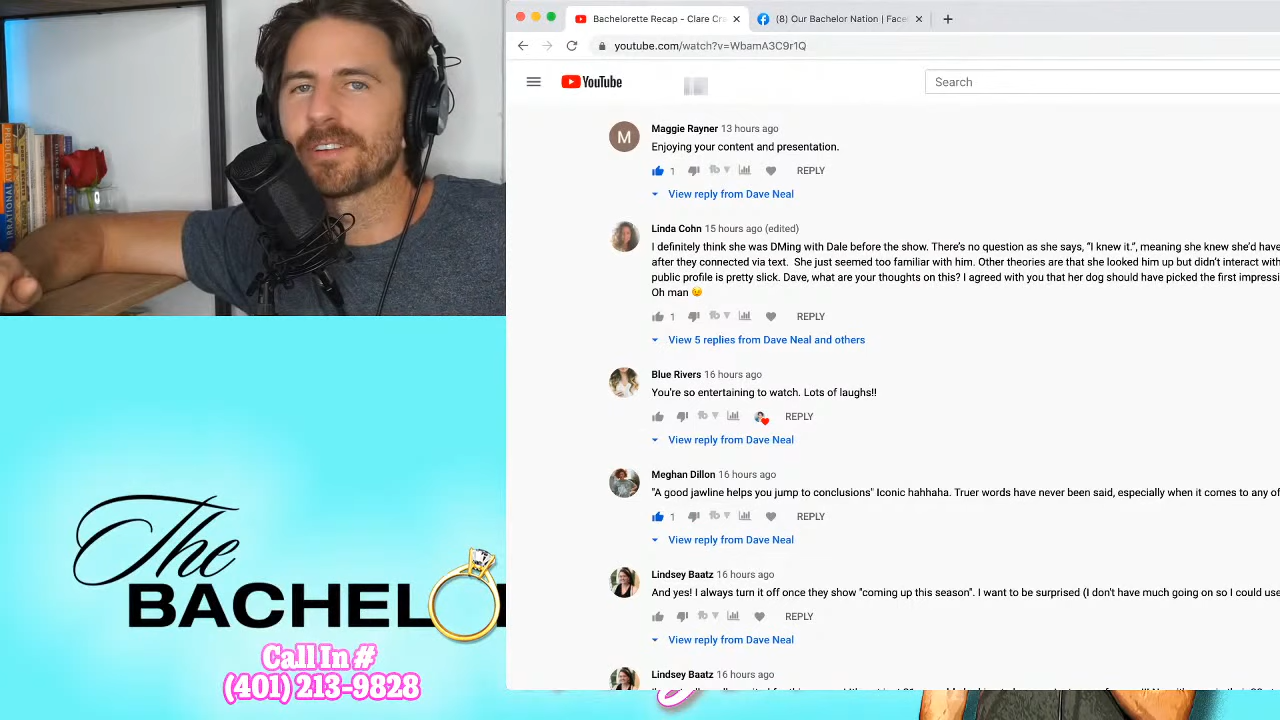 Bachelorette Recap - Clare Cr
(8) Our Bachelor Nation | Face
youtube.com/watch?v=WbamA3C9r1Q
YouTube
Search
Maggie Rayner 13 hours ago
Enjoying your content and presentation.
1 REPLY
View reply from Dave Neal
Linda Cohn 15 hours ago (edited)
I definitely think she was DMing with Dale before the show. There's no question as she says, "I knew it.", meaning she knew she'd have
after they connected via text. She just seemed too familiar with him. Other theories are that she looked him up but didn't interact with
public profile is pretty slick. Dave, what are your thoughts on this? I agreed with you that her dog should have picked the first impressi
Oh man 😉
1 REPLY
View 5 replies from Dave Neal and others
Blue Rivers 16 hours ago
You're so entertaining to watch. Lots of laughs!!
REPLY
View reply from Dave Neal
Meghan Dillon 16 hours ago
"A good jawline helps you jump to conclusions" Iconic hahhaha. Truer words have never been said, especially when it comes to any of
1 REPLY
View reply from Dave Neal
Lindsey Baatz 16 hours ago
And yes! I always turn it off once they show "coming up this season". I want to be surprised (I don't have much going on so I could use
REPLY
View reply from Dave Neal
Lindsey Baatz 16 hours ago
M
IRRATIONAL
PREDICTABLY
The
BACHELO
Call In #
(401) 213-9828